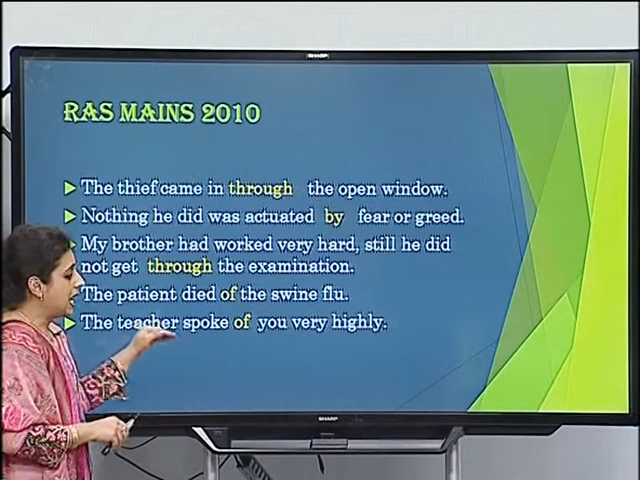 SHARP
RAS MAINS 2010
The thief came in through the open window.
Nothing he did was actuated by fear or greed.
My brother had worked very hard, still he did
not get through the examination.
The patient died of the swine flu.
The teacher spoke of you very highly.
SHARP